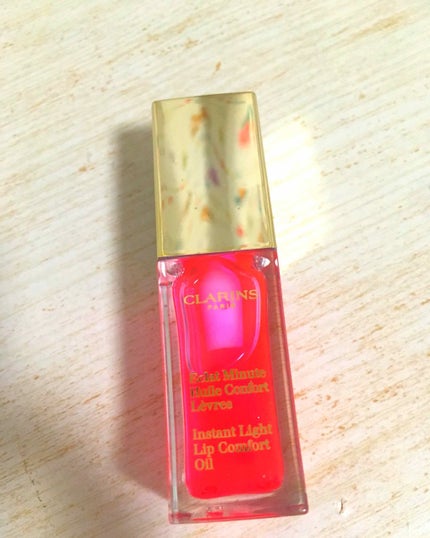 CLARINS
PARIS
Eclat Minute
Huile Confort
Lèvres
Instant Light
Lip Comfort
Oil